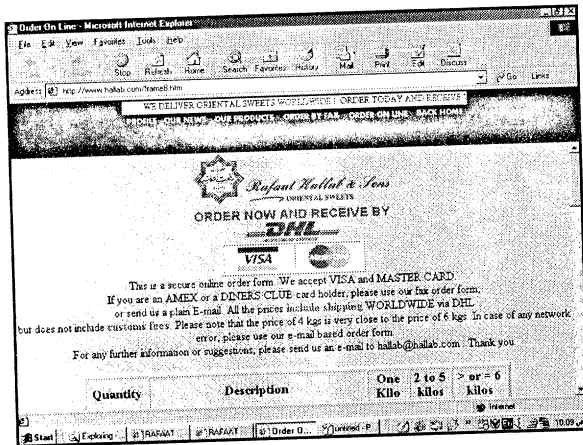 Order On Line - Microsoft Internet Explorer
File Edit View Favorites Tools Help
Stop Refresh Home Search Favorites History Mail Print Edit Discuss
Address http://www.hallab.com/frame8.htm Go Links
WE DELIVER ORIENTAL SWEETS WORLDWIDE ! ORDER TODAY AND RECEIVE
PROFILE - OUR NEWS - OUR PRODUCTS - ORDER BY FAX - ORDER ON LINE - BACK HOME
Rafaat Hallab & Sons
ORIENTAL SWEETS
ORDER NOW AND RECEIVE BY
DHL
VISA
This is a secure online order form. We accept VISA and MASTER CARD
If you are an AMEX or a DINERS CLUB card holder, please use our fax order form,
or send us a plain E-mail. All the prices include shipping WORLDWIDE via DHL
but does not include customs fees. Please note that the price of 4 kgs is very close to the price of 6 kgs. In case of any network
error, please use our e-mail based order form.
For any further information or suggestions, please send us an e-mail to hallab@hallab.com . Thank you.
Quantity Description One Kilo 2 to 5 kilos > or = 6 kilos
Internet
Start Exploring - RAFAAT RAFAAT Order O... untitled - P 10:09